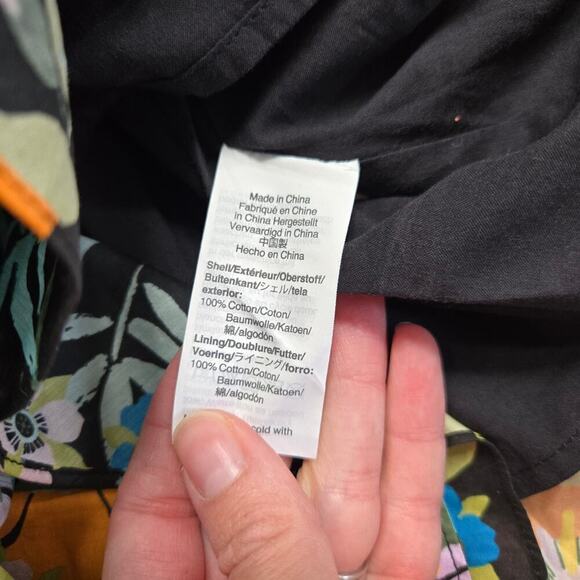 Made in China
Fabriqué en Chine
in China Hergestellt
Vervaardigd in China
中国製
Hecho en China
Shell/Extérieur/Oberstoff/
Buitenkant/シェル/tela
exterior:
100% Cotton/Coton/
Baumwolle/Katoen/
綿/algodón
Lining/Doublure/Futter/
Voering/ライニング/forro:
100% Cotton/Coton/
Baumwolle/Katoen/
綿/algodón
cold with